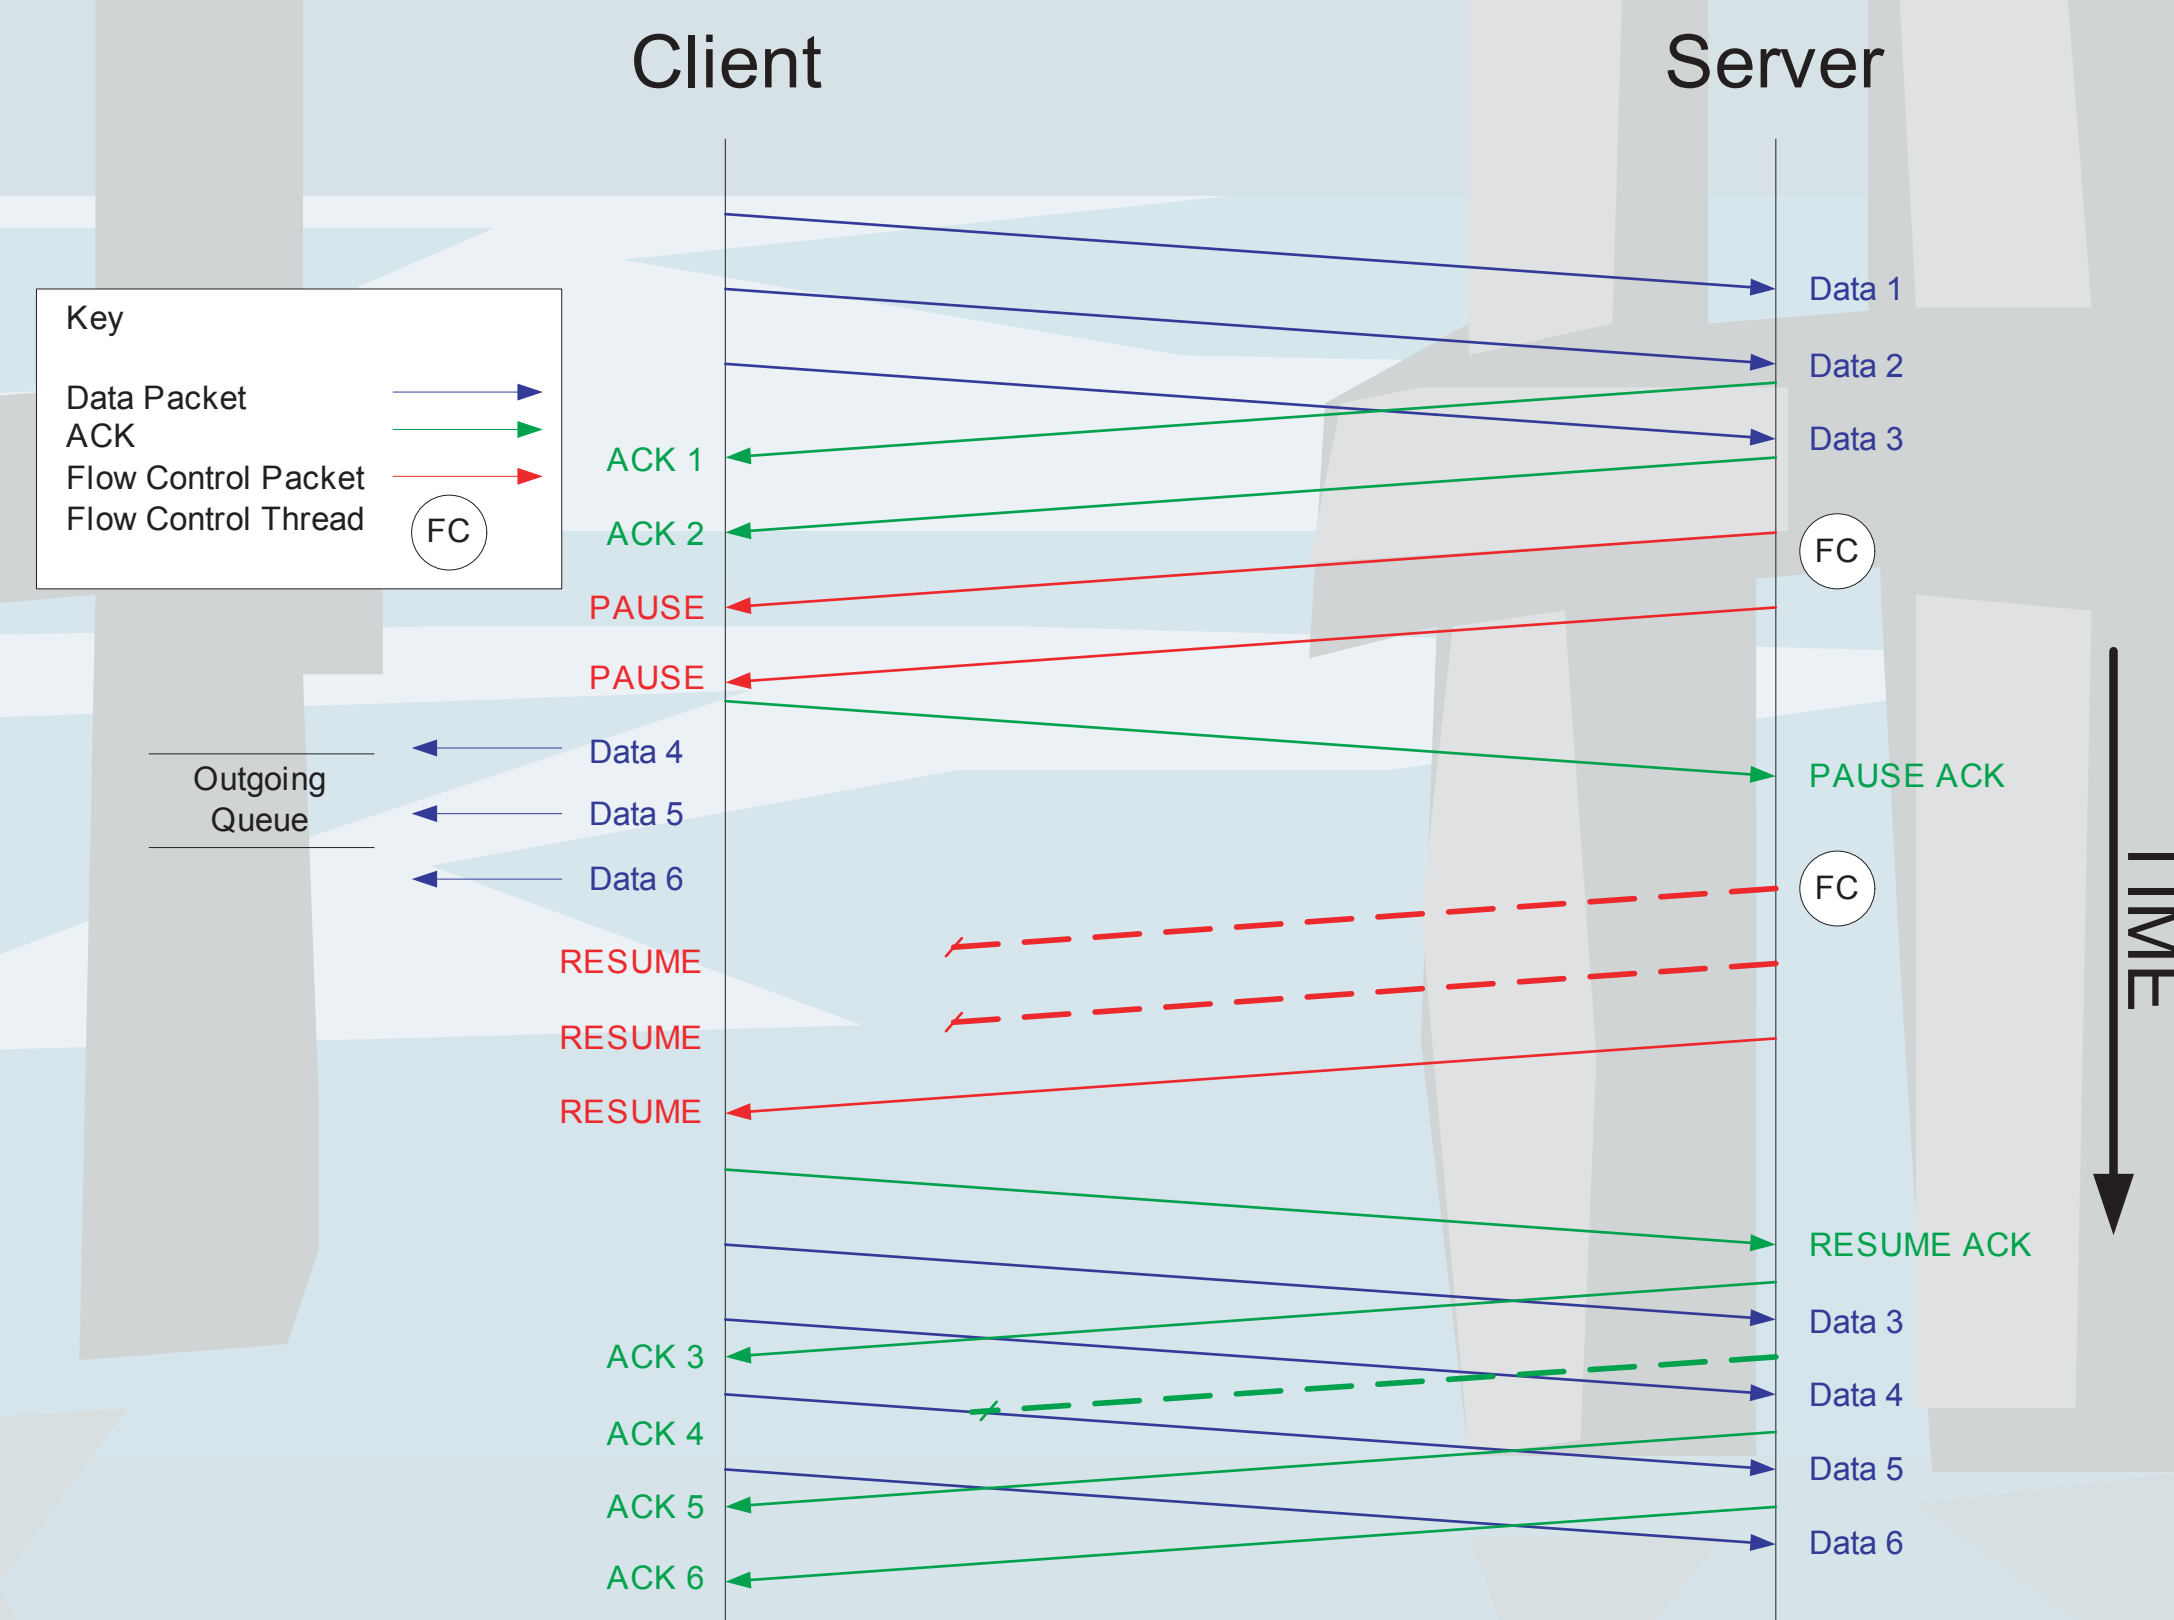 Client
Server
Data 1
Key
Data Packet
ACK
Flow Control Packet
Flow Control Thread
FC
Data 2
Data 3
ACK 1
ACK 2
FC
PAUSE
PAUSE
Data 4
PAUSE ACK
Outgoing
Queue
Data 5
Data 6
FC
TIME
RESUME
RESUME
RESUME
RESUME ACK
Data 3
ACK 3
Data 4
ACK 4
Data 5
ACK 5
Data 6
ACK 6